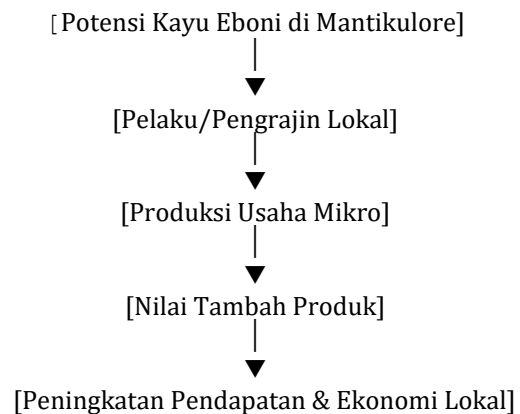 [Potensi Kayu Eboni di Mantikulore]
[Pelaku/Pengrajin Lokal]
[Produksi Usaha Mikro]
[Nilai Tambah Produk]
[Peningkatan Pendapatan & Ekonomi Lokal]